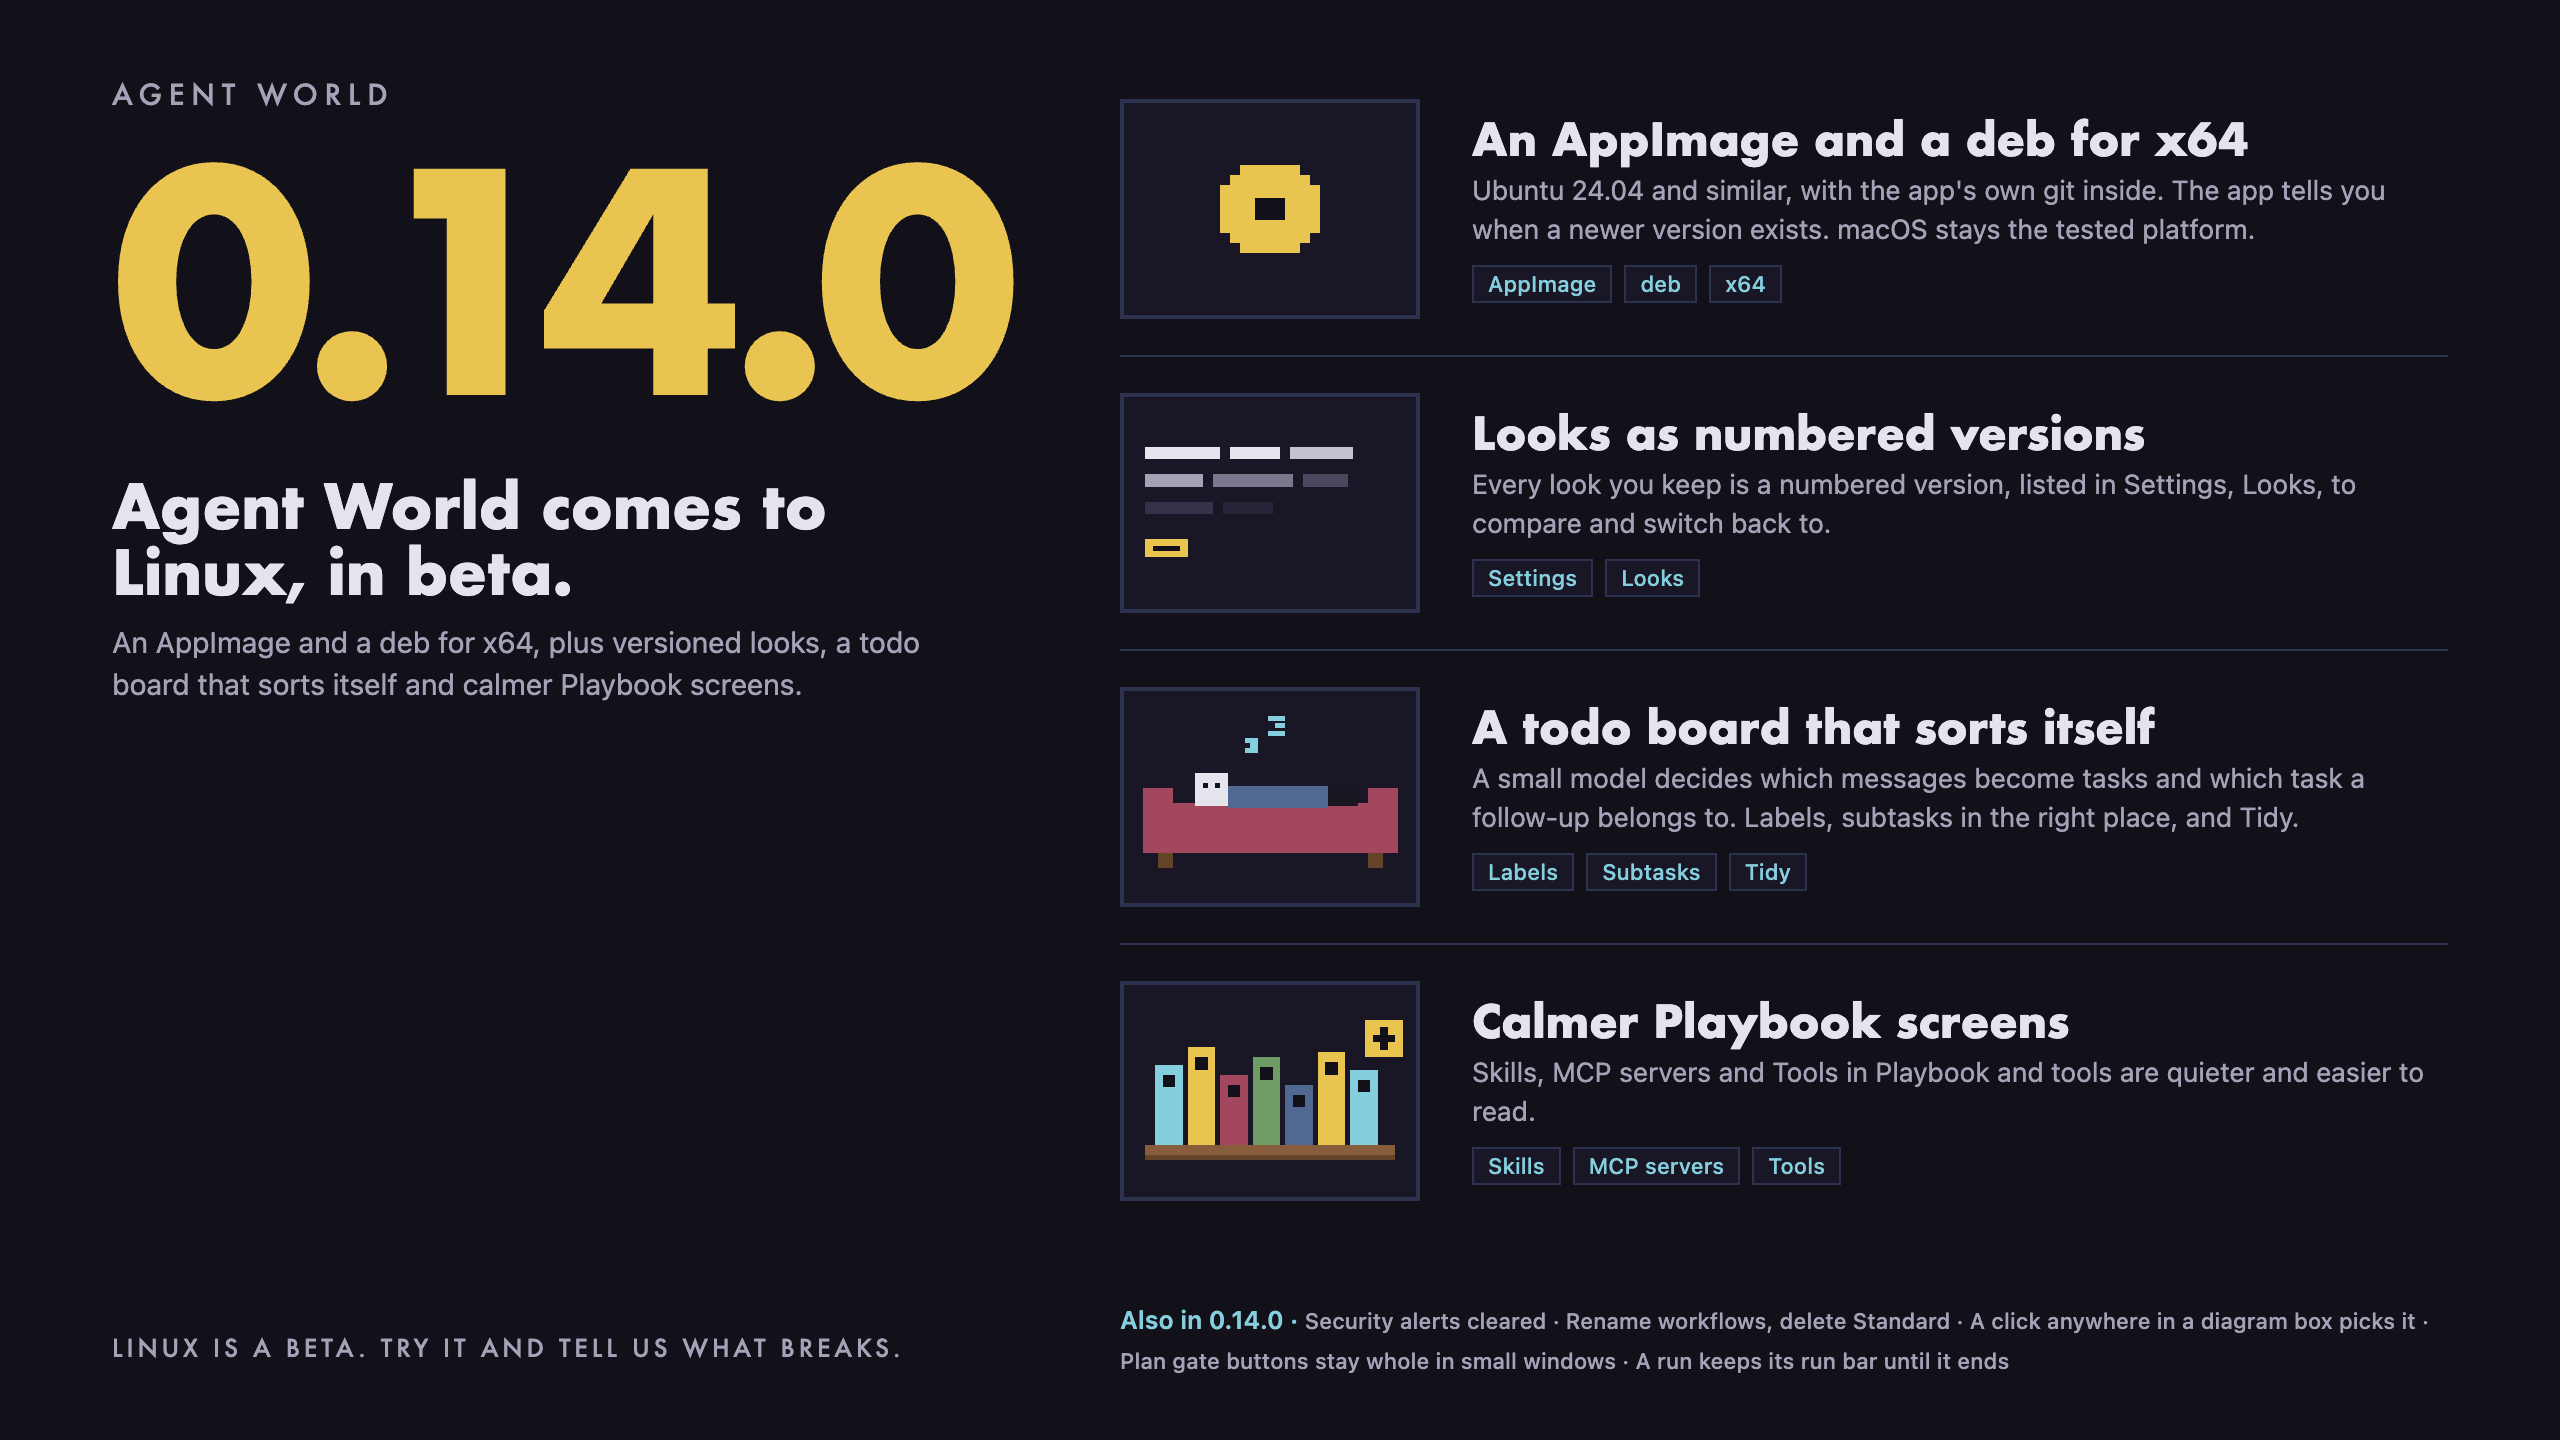 AGENT WORLD
0.14.0
Agent World comes to
Linux, in beta.
An AppImage and a deb for x64, plus versioned looks, a todo
board that sorts itself and calmer Playbook screens.
LINUX IS A BETA. TRY IT AND TELL US WHAT BREAKS.
An AppImage and a deb for x64
Ubuntu 24.04 and similar, with the app's own git inside. The app tells you
when a newer version exists. macOS stays the tested platform.
AppImage deb x64
Looks as numbered versions
Every look you keep is a numbered version, listed in Settings, Looks, to
compare and switch back to.
Settings Looks
A todo board that sorts itself
A small model decides which messages become tasks and which task a
follow-up belongs to. Labels, subtasks in the right place, and Tidy.
Labels Subtasks Tidy
Calmer Playbook screens
Skills, MCP servers and Tools in Playbook and tools are quieter and easier to
read.
Skills MCP servers Tools
Also in 0.14.0 · Security alerts cleared · Rename workflows, delete Standard · A click anywhere in a diagram box picks it ·
Plan gate buttons stay whole in small windows · A run keeps its run bar until it ends